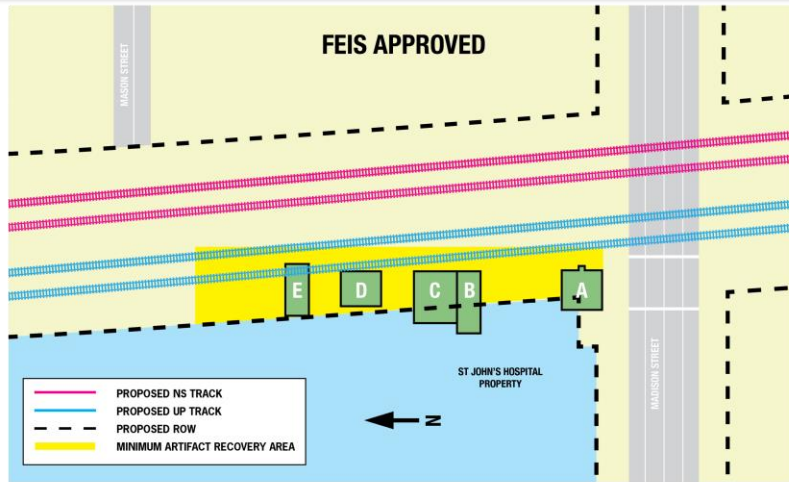 FEIS APPROVED
MASON STREET
E
D
C
B
A
ST JOHN'S HOSPITAL
PROPERTY
MADISON STREET
PROPOSED NS TRACK
PROPOSED UP TRACK
PROPOSED ROW
MINIMUM ARTIFACT RECOVERY AREA
N